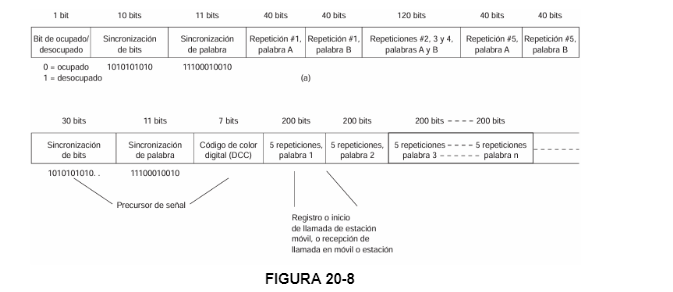 1 bit 10 bits 11 bits 40 bits 40 bits 120 bits 40 bits 40 bits
Bit de ocupado/ Sincronización Sincronización Repetición #1, Repetición #1, Repeticiones #2, 3 y 4, Repetición #5, Repetición #5,
desocupado de bits de palabra palabra A palabra B palabras A y B palabra A palabra B
0 = ocupado 1010101010 11100010010
1 = desocupado (a)
30 bits 11 bits 7 bits 200 bits 200 bits 200 bits - - - - 200 bits
Sincronización Sincronización Código de color 5 repeticiones, 5 repeticiones, 5 repeticiones - - - - 5 repeticiones
de bits de palabra digital (DCC) palabra 1 palabra 2 palabra 3 - - - - - - palabra n
1010101010. . 11100010010
Precursor de señal
Registro o inicio
de llamada de estación
móvil, o recepción de
llamada en móvil o estación
FIGURA 20-8